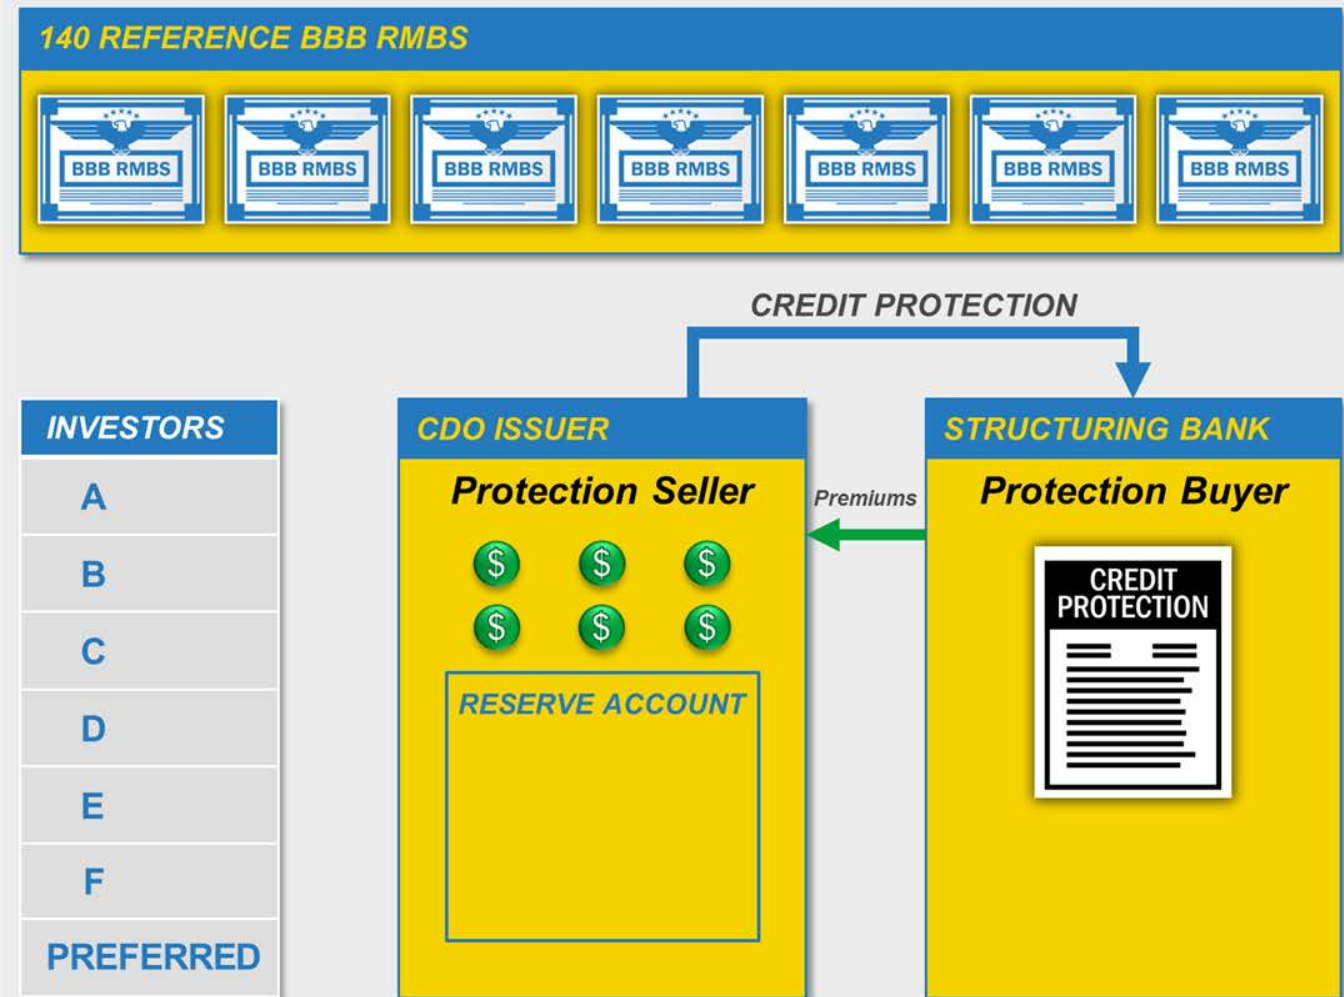 140 REFERENCE BBB RMBS
BBB RMBS
BBB RMBS
BBB RMBS
BBB RMBS
BBB RMBS
BBB RMBS
BBB RMBS
CREDIT PROTECTION
INVESTORS
A
B
C
D
E
F
PREFERRED
CDO ISSUER
Protection Seller
$ $ $
$ $ $
RESERVE ACCOUNT
Premiums
STRUCTURING BANK
Protection Buyer
CREDIT
PROTECTION